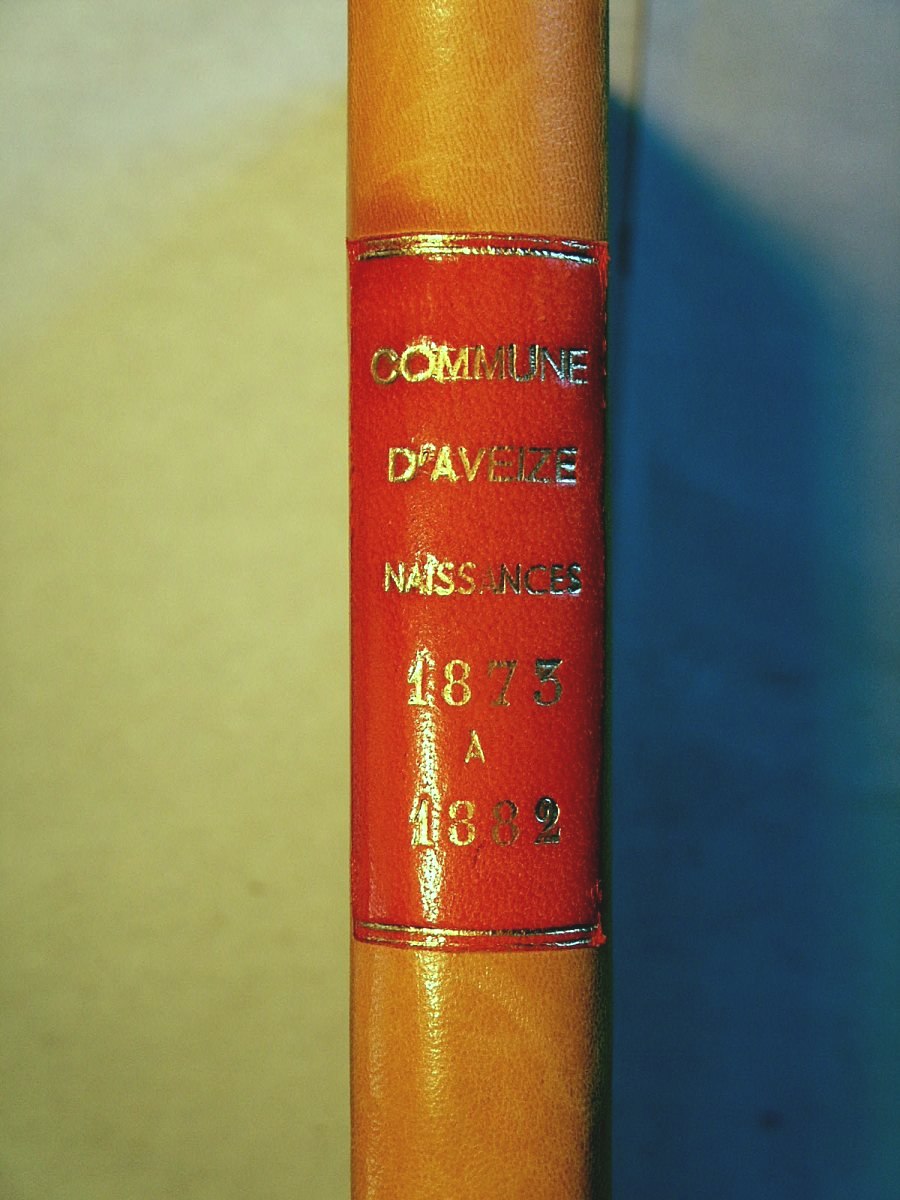 COMMUNE
D'AVEIZE
NAISSANCES
1873
A
1882